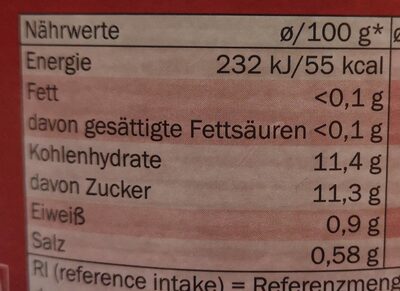 Nährwerte ø/100 g*
Energie 232 kJ/55 kcal
Fett <0,1 g
davon gesättigte Fettsäuren <0,1 g
Kohlenhydrate 11,4 g
davon Zucker 11,3 g
Eiweiß 0,9 g
Salz 0,58 g
RI (reference intake) = Referenzmeng